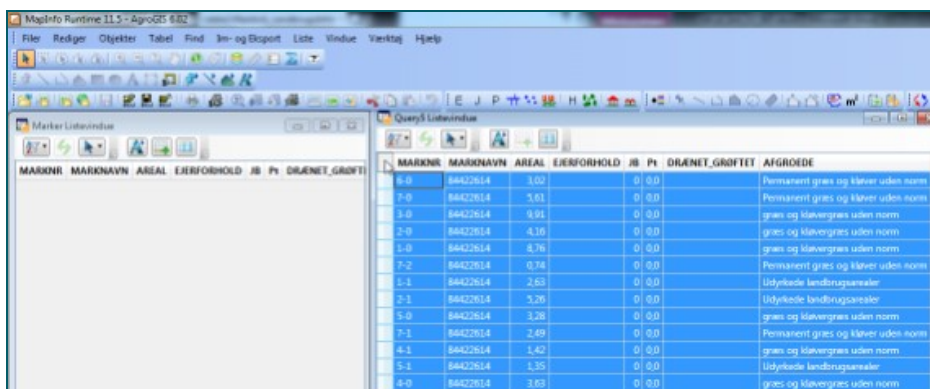 MapInfo Runtime 11.5 - AgroGIS 6.02
Filer Rediger Objekter Tabel Find Im- og Eksport Liste Vindue Værktøj Hjælp
E J P H m²
Marker Listevindue
MARKNR MARKNAVN AREAL EJERFORHOLD JB Pt DRÆNET_GRØFT
Query5 Listevindue
MARKNR MARKNAVN AREAL EJERFORHOLD JB Pt DRÆNET_GRØFTET AFGROEDE
6-0 84422614 3,02 0 0,0 Permanent græs og kløver uden norm
7-0 84422614 5,61 0 0,0 Permanent græs og kløver uden norm
3-0 84422614 9,91 0 0,0 græs og kløvergræs uden norm
2-0 84422614 4,16 0 0,0 græs og kløvergræs uden norm
1-0 84422614 8,76 0 0,0 græs og kløvergræs uden norm
7-2 84422614 0,74 0 0,0 Permanent græs og kløver uden norm
1-1 84422614 2,63 0 0,0 Udyrkede landbrugsarealer
2-1 84422614 5,26 0 0,0 Udyrkede landbrugsarealer
5-0 84422614 3,28 0 0,0 græs og kløvergræs uden norm
7-1 84422614 2,49 0 0,0 Permanent græs og kløver uden norm
4-1 84422614 1,42 0 0,0 græs og kløvergræs uden norm
5-1 84422614 1,35 0 0,0 Udyrkede landbrugsarealer
4-0 84422614 3,63 0 0,0 græs og kløvergræs uden norm